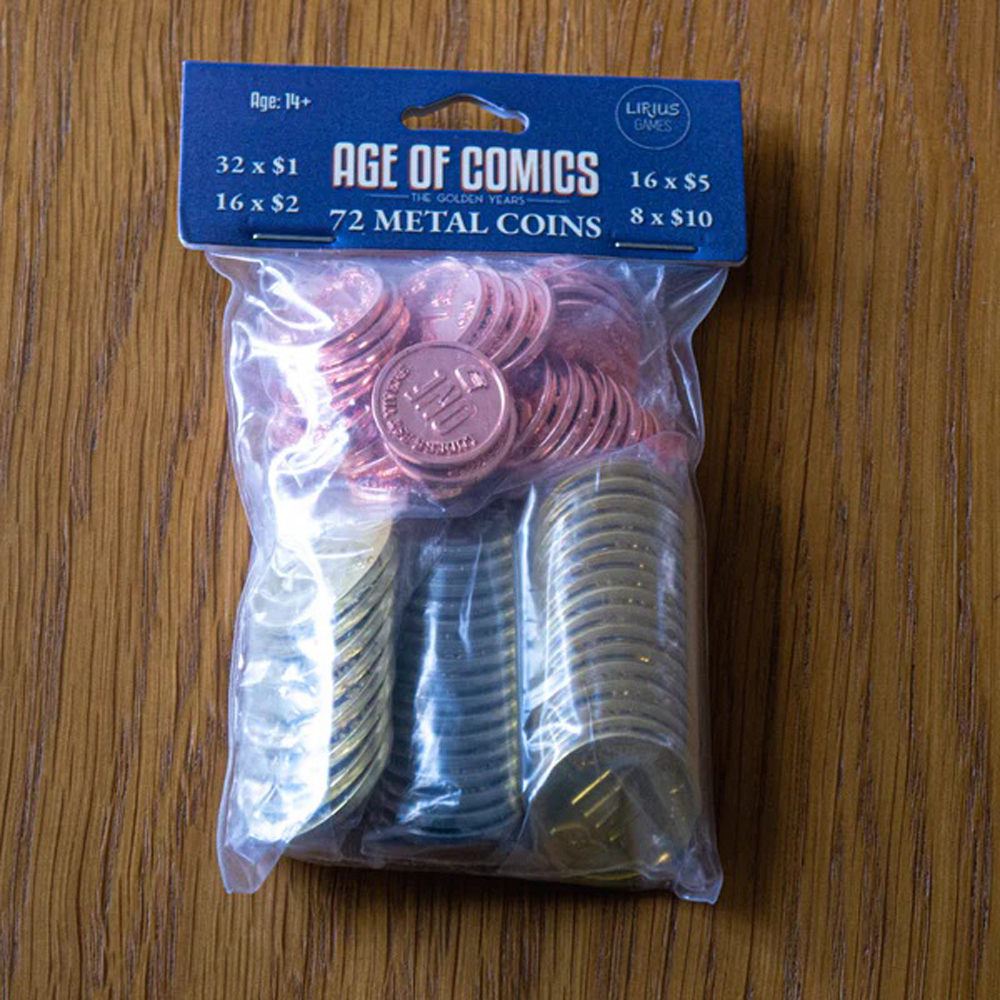 Age: 14+
LIRIUS
GAMES
32 x $1
16 x $2
AGE OF COMICS
THE GOLDEN YEARS
72 METAL COINS
16 x $5
8 x $10